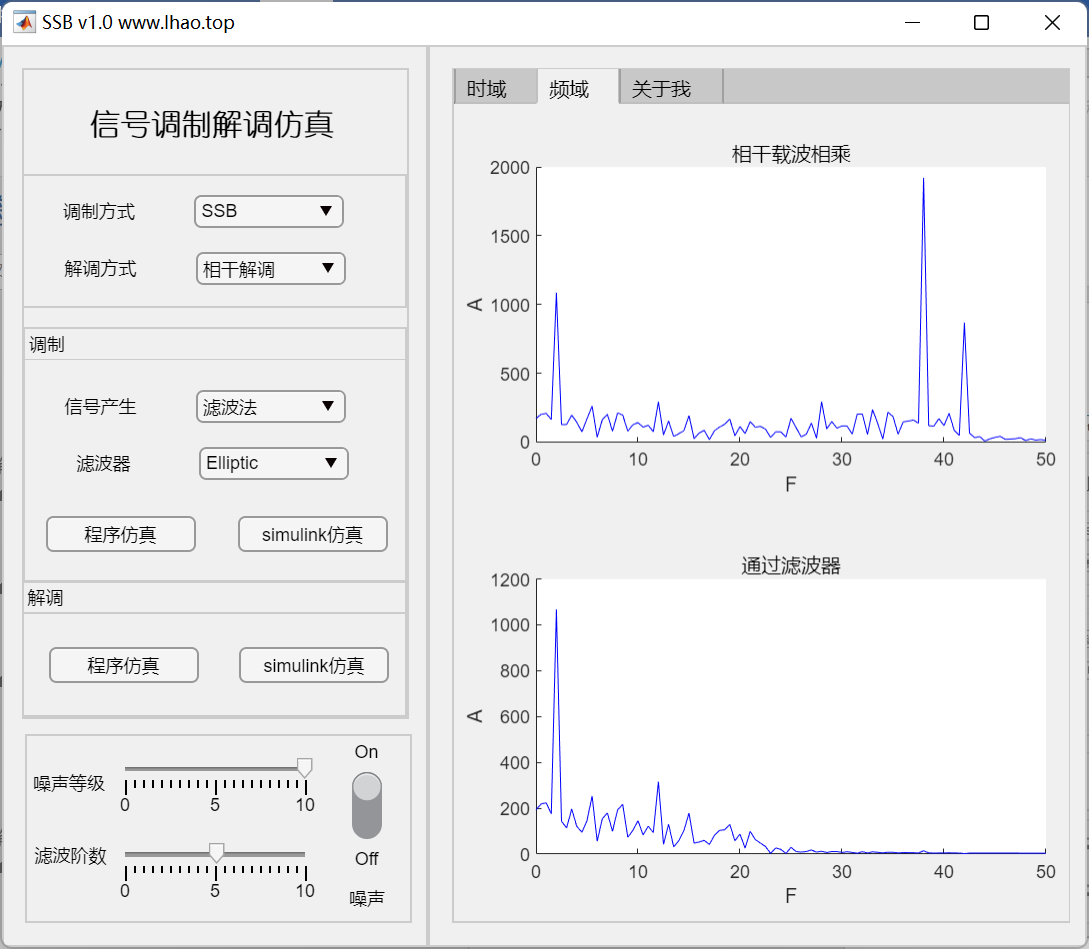 SSB v1.0 www.lhao.top
信号调制解调仿真
调制方式 SSB
解调方式 相干解调
调制
信号产生 滤波法
滤波器 Elliptic
程序仿真 simulink仿真
解调
程序仿真 simulink仿真
噪声等级
0 5 10
滤波阶数
0 5 10
On
Off
噪声
时域 频域 关于我
相干载波相乘
2000
1500
1000
500
0
A
0 10 20 30 40 50
F
通过滤波器
1200
1000
800
600
400
200
0
A
0 10 20 30 40 50
F